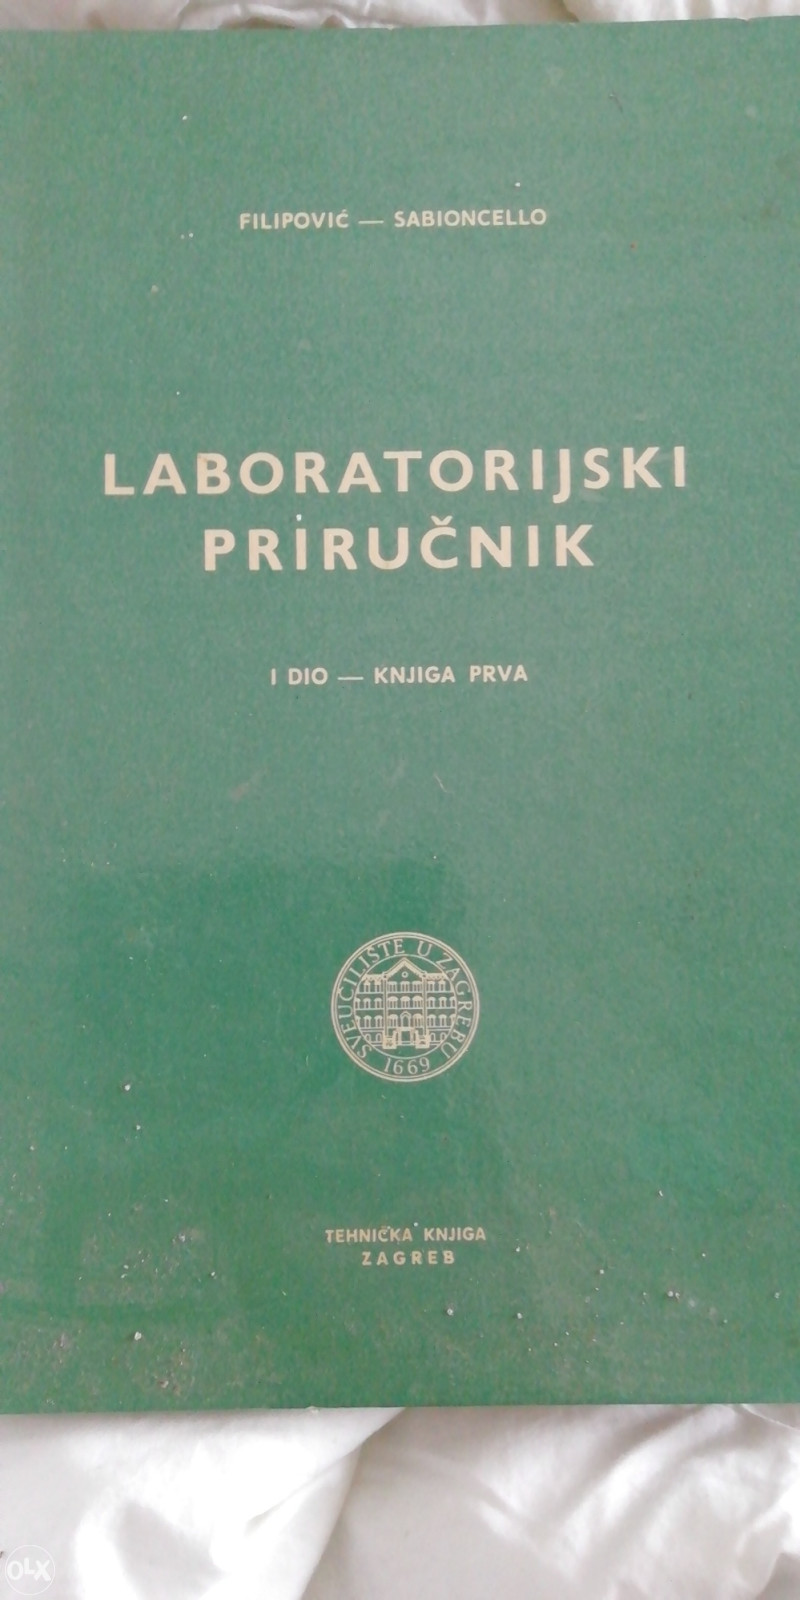 FILIPOVIĆ — SABIONCELLO
LABORATORIJSKI
PRIRUČNIK
I DIO — KNJIGA PRVA
SVEUČILIŠTE U ZAGREBU
1669
TEHNIČKA KNJIGA
ZAGREB
OLX